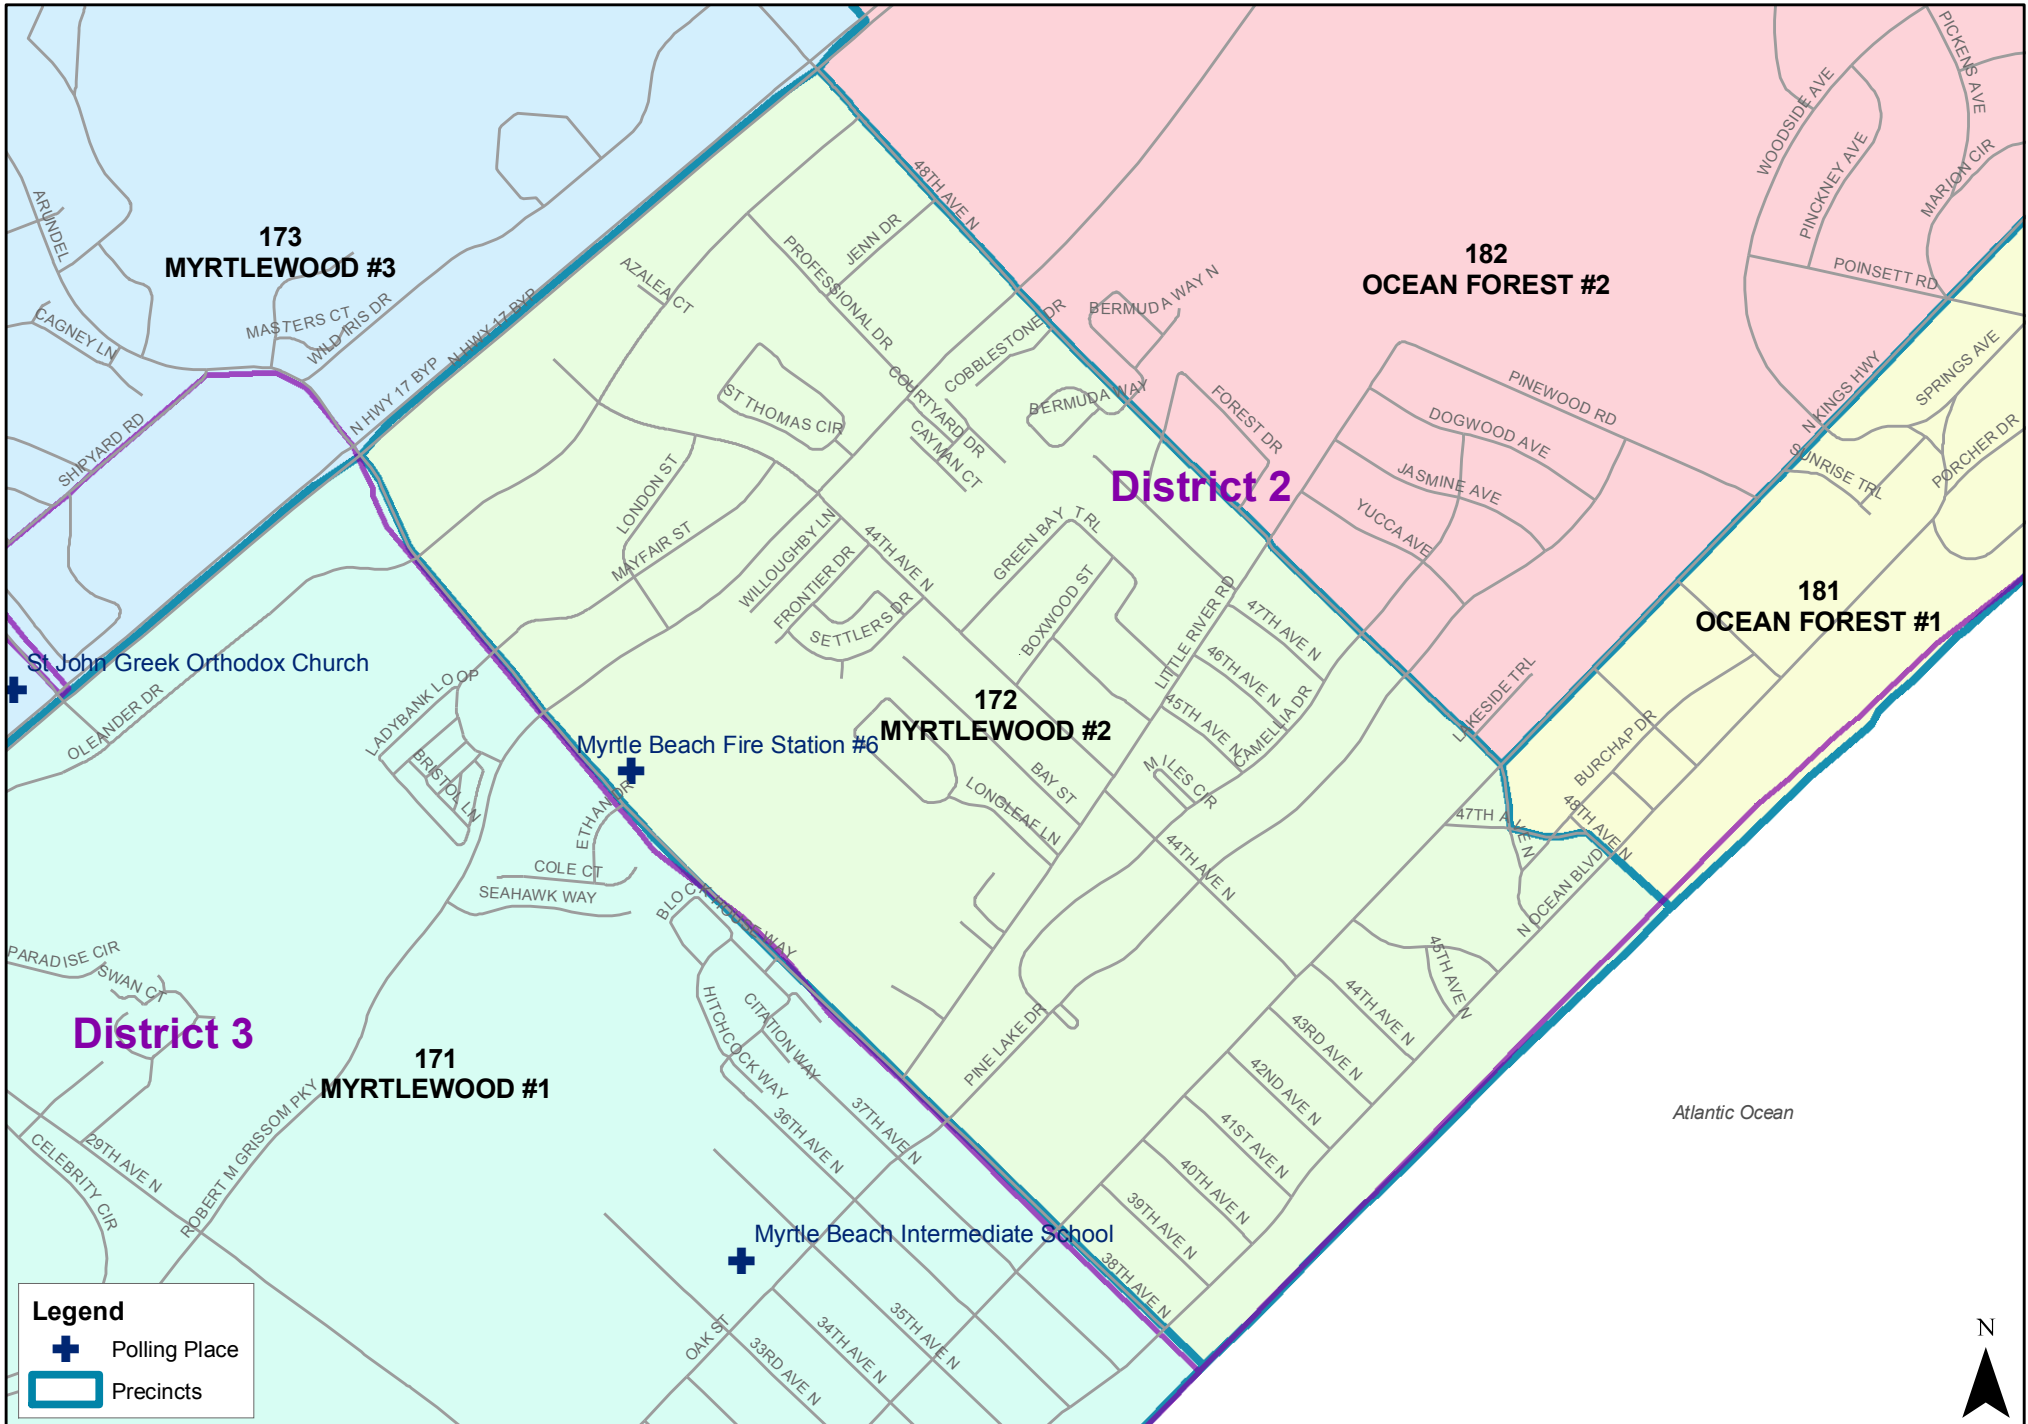 PICKENS AVE
WOODSIDE AVE
PINCKNEY AVE
MARION CIR
POINSETT RD
48TH AVE N
ARUNDEL
173
MYRTLEWOOD #3
182
OCEAN FOREST #2
JENN DR
PROFESSIONAL DR
AZALEA CT
BERMUDA WAY N
COBBLESTONE DR
CAGNEY LN
MASTERS CT
WILD IRIS DR
N HWY 17 BYP
N HWY 17 BYP
SHIPYARD RD
ST THOMAS CIR
COURTYARD DR
CAYMAN CT
BERMUDA WAY
FOREST DR
PINEWOOD RD
DOGWOOD AVE
JASMINE AVE
YUCCA AVE
N KINGS HWY
SPRINGS AVE
SUNRISE TRL
PORCHER DR
District 2
LONDON ST
MAYFAIR ST
WILLOUGHBY LN
FRONTIER DR
SETTLERS DR
44TH AVE N
GREEN BAY TRL
BOXWOOD ST
LITTLE RIVER RD
47TH AVE N
46TH AVE N
45TH AVE N
CAMELLIA DR
181
OCEAN FOREST #1
St John Greek Orthodox Church
OLEANDER DR
LADYBANK LOOP
BRISTOL LN
172
MYRTLEWOOD #2
Myrtle Beach Fire Station #6
ETHAN DR
BAY ST
LONGLEAF LN
MILES CIR
LAKESIDE TRL
BURCHAP DR
47TH AVE N
48TH AVE N
N OCEAN BLVD
44TH AVE N
COLE CT
SEAHAWK WAY
BLOCK HOUSE WAY
PARADISE CIR
SWAN CT
District 3
HITCHCOCK WAY
CITATION WAY
45TH AVE N
44TH AVE N
43RD AVE N
42ND AVE N
41ST AVE N
40TH AVE N
39TH AVE N
38TH AVE N
PINE LAKE DR
171
MYRTLEWOOD #1
Atlantic Ocean
37TH AVE N
36TH AVE N
29TH AVE N
CELEBRITY CIR
ROBERT M GRISSOM PKY
Myrtle Beach Intermediate School
35TH AVE N
34TH AVE N
33RD AVE N
OAK ST
Legend
Polling Place
Precincts
N